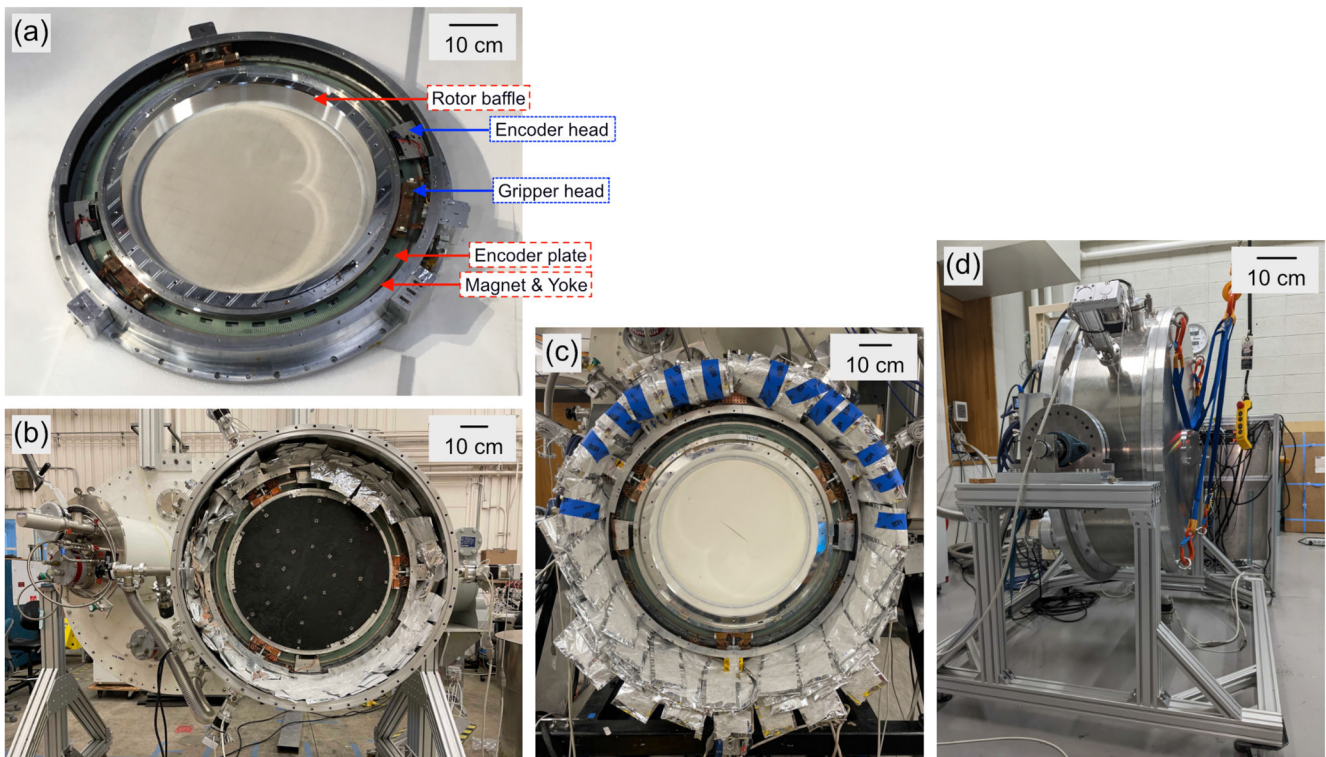 (a)
10 cm
Rotor baffle
Encoder head
Gripper head
Encoder plate
Magnet & Yoke
(b)
10 cm
(c)
10 cm
(d)
10 cm